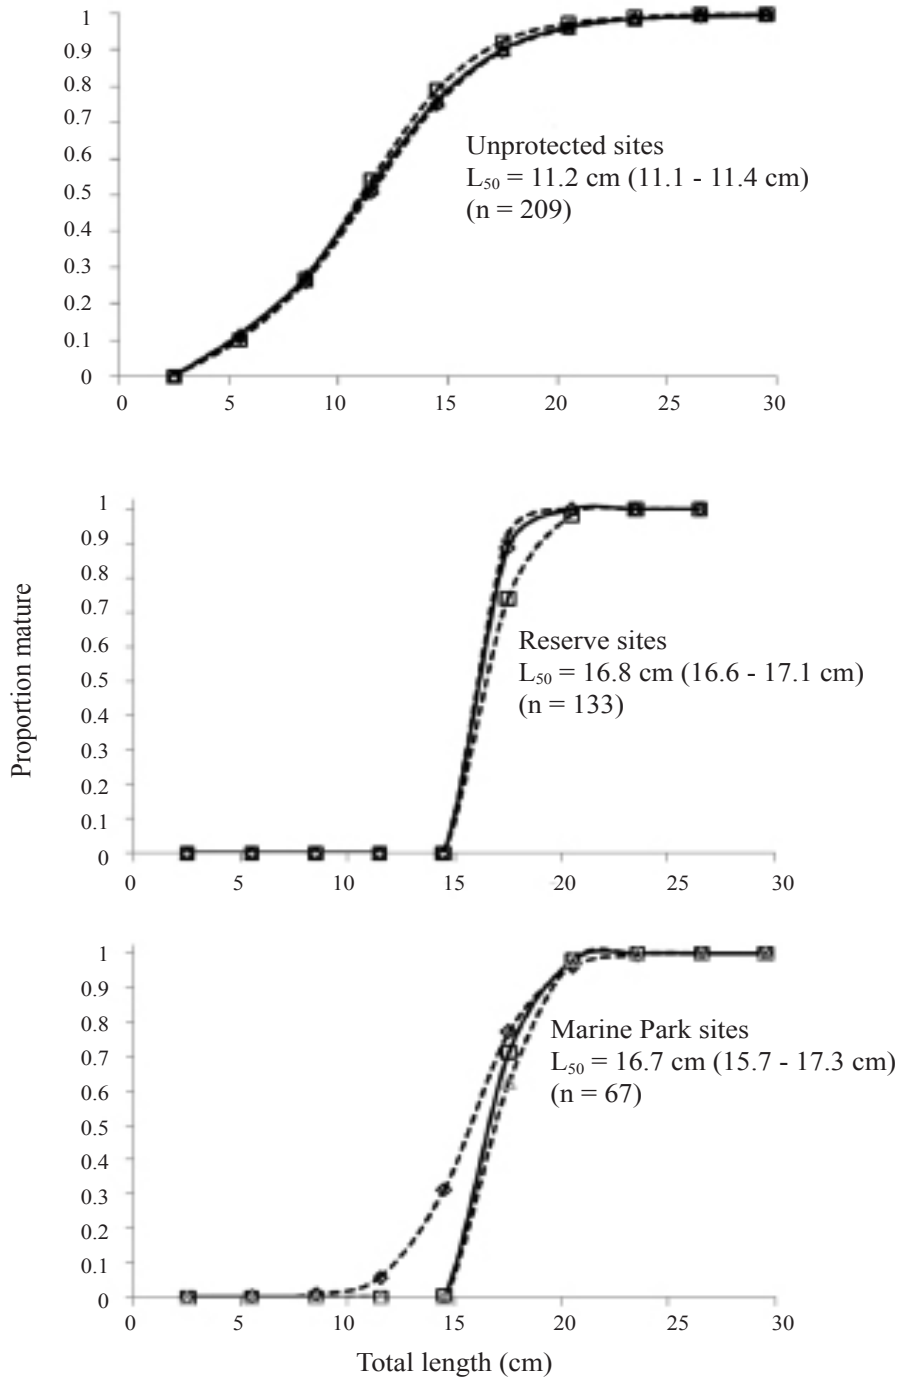 1
0.9
0.8
0.7
0.6
0.5
0.4
0.3
0.2
0.1
0
Unprotected sites
L₅₀ = 11.2 cm (11.1 - 11.4 cm)
(n = 209)
0 5 10 15 20 25 30
Proportion mature
1
0.9
0.8
0.7
0.6
0.5
0.4
0.3
0.2
0.1
0
Reserve sites
L₅₀ = 16.8 cm (16.6 - 17.1 cm)
(n = 133)
0 5 10 15 20 25 30
1
0.9
0.8
0.7
0.6
0.5
0.4
0.3
0.2
0.1
0
Marine Park sites
L₅₀ = 16.7 cm (15.7 - 17.3 cm)
(n = 67)
0 5 10 15 20 25 30
Total length (cm)